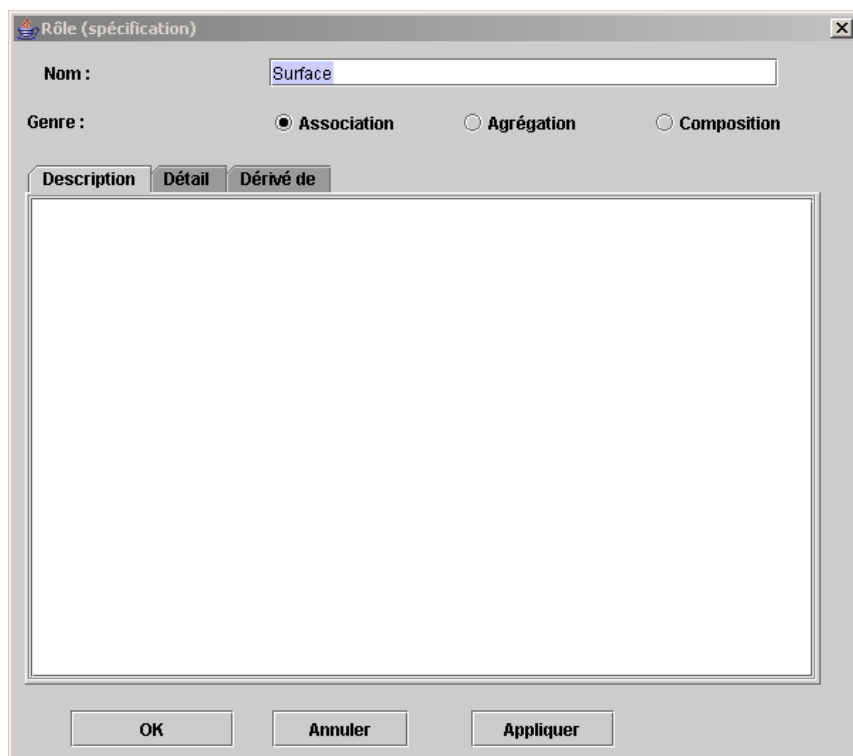 Rôle (spécification)
Nom : Surface
Genre : Association Agrégation Composition
Description Détail Dérivé de
OK Annuler Appliquer